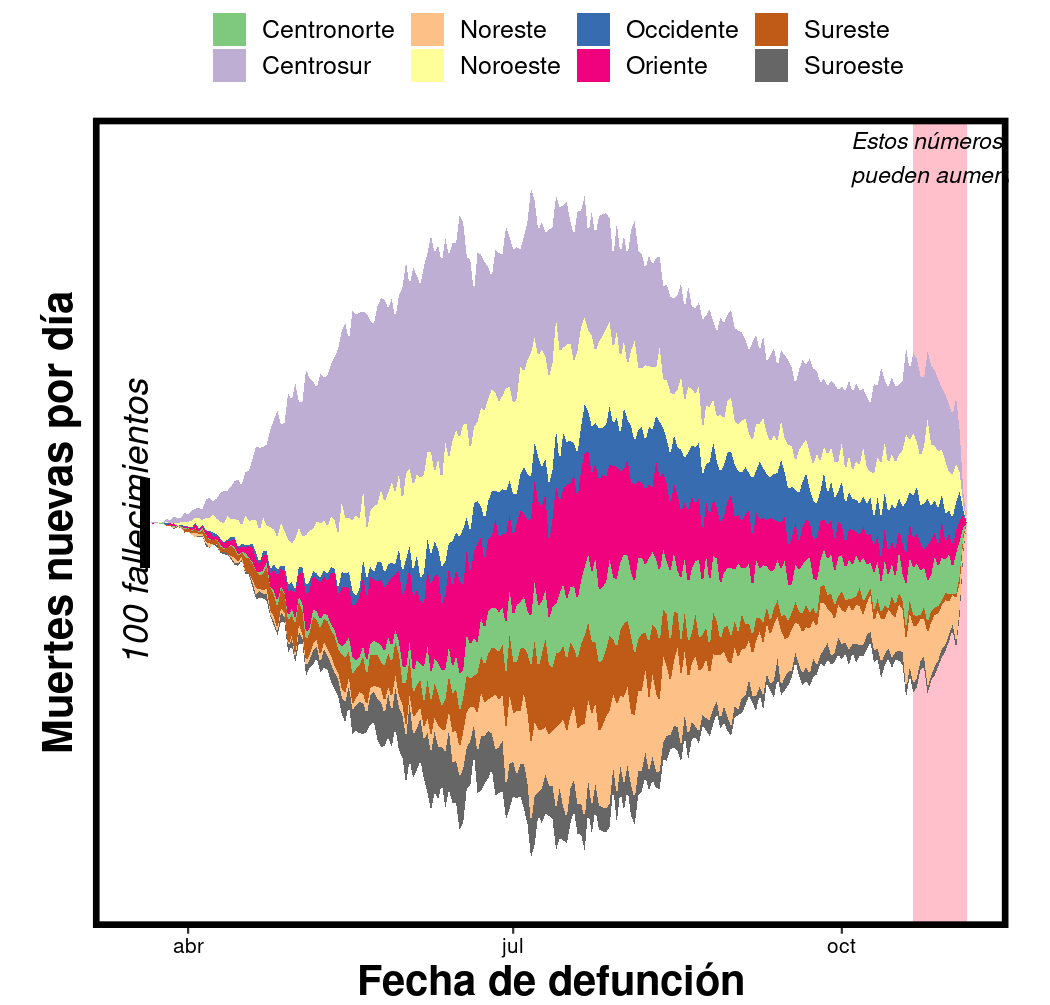 Centronorte Noreste Occidente Sureste
Centrosur Noroeste Oriente Suroeste
Estos números
pueden aumen
Muertes nuevas por día
100 fallecimientos
abr jul oct
Fecha de defunción